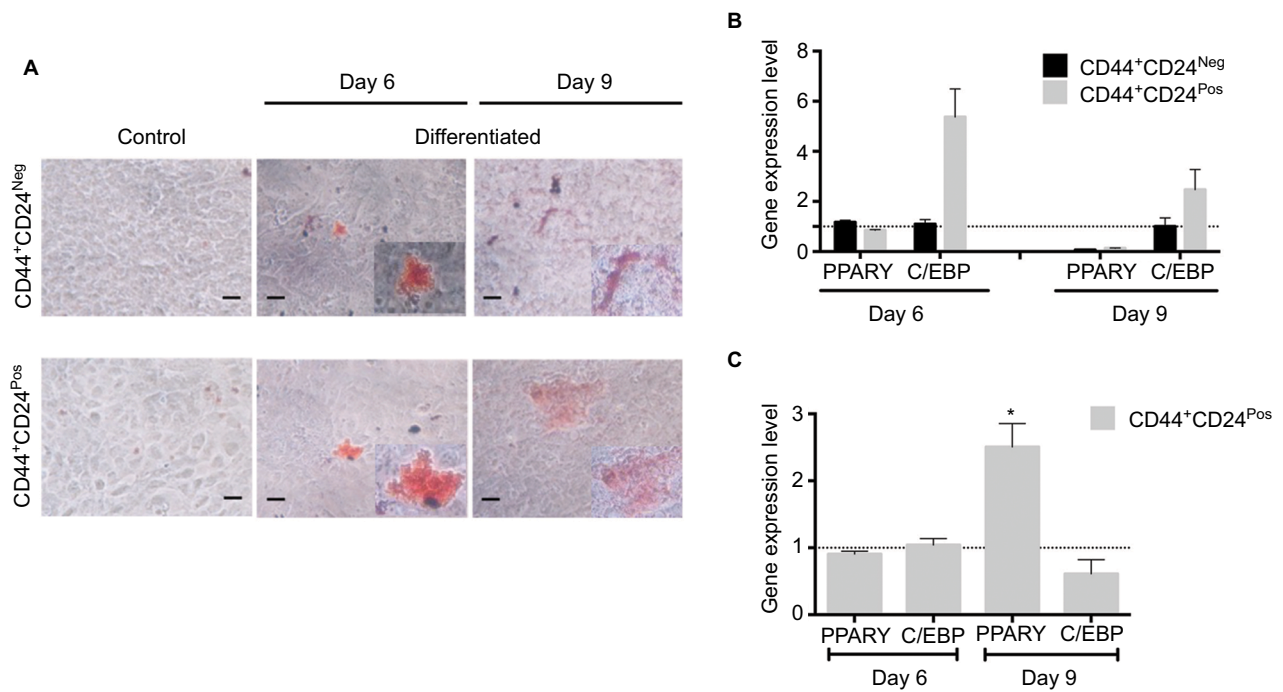 A
Day 6
Day 9
Control
Differentiated
CD44+CD24Neg
CD44+CD24Pos
B
Gene expression level
8
6
4
2
0
CD44+CD24Neg
CD44+CD24Pos
PPARY C/EBP PPARY C/EBP
Day 6 Day 9
C
Gene expression level
3
2
1
0
*
CD44+CD24Pos
PPARY C/EBP PPARY C/EBP
Day 6 Day 9